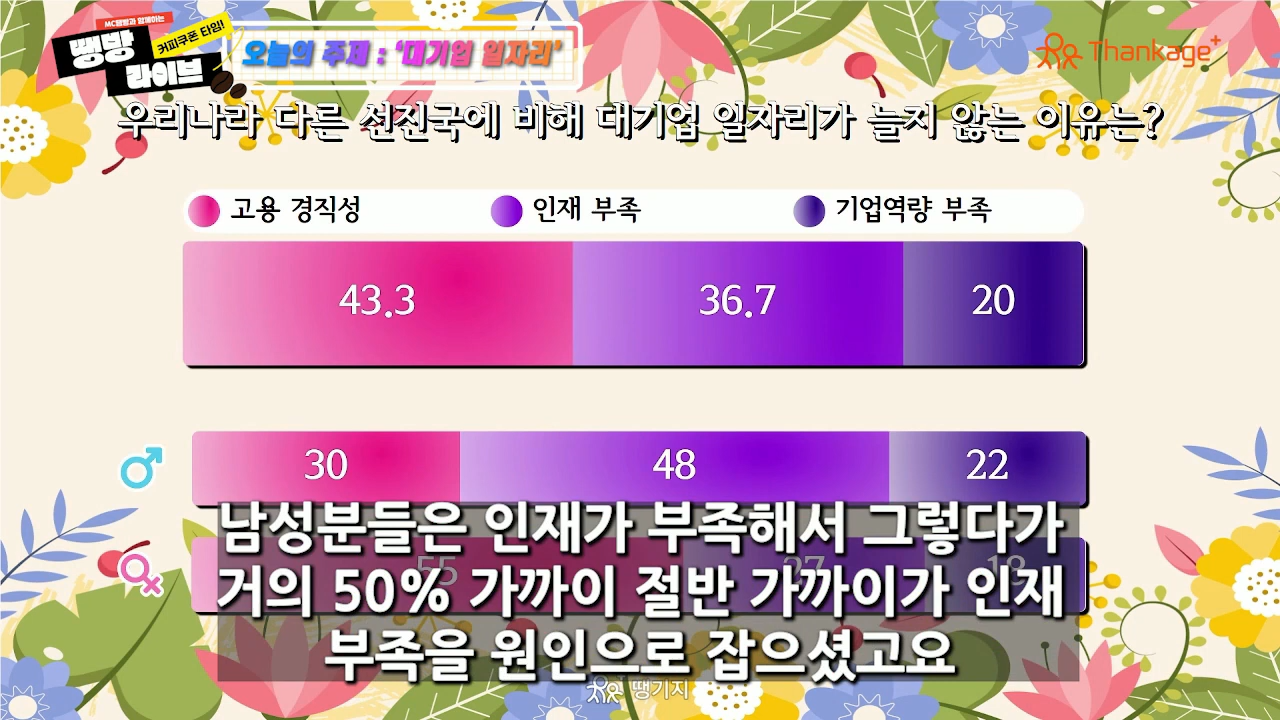 MC땡방과 함께하는
커피쿠폰 타임!
땡방
라이브
오늘의 주제 : ‘대기업 일자리’
Thankage+
우리나라 다른 선진국에 비해 대기업 일자리가 늘지 않는 이유는?
고용 경직성 인재 부족 기업역량 부족
43.3 36.7 20
30 48 22
55 27 18
남성분들은 인재가 부족해서 그렇다가
거의 50% 가까이 절반 가까이가 인재
부족을 원인으로 잡으셨고요
땡기지